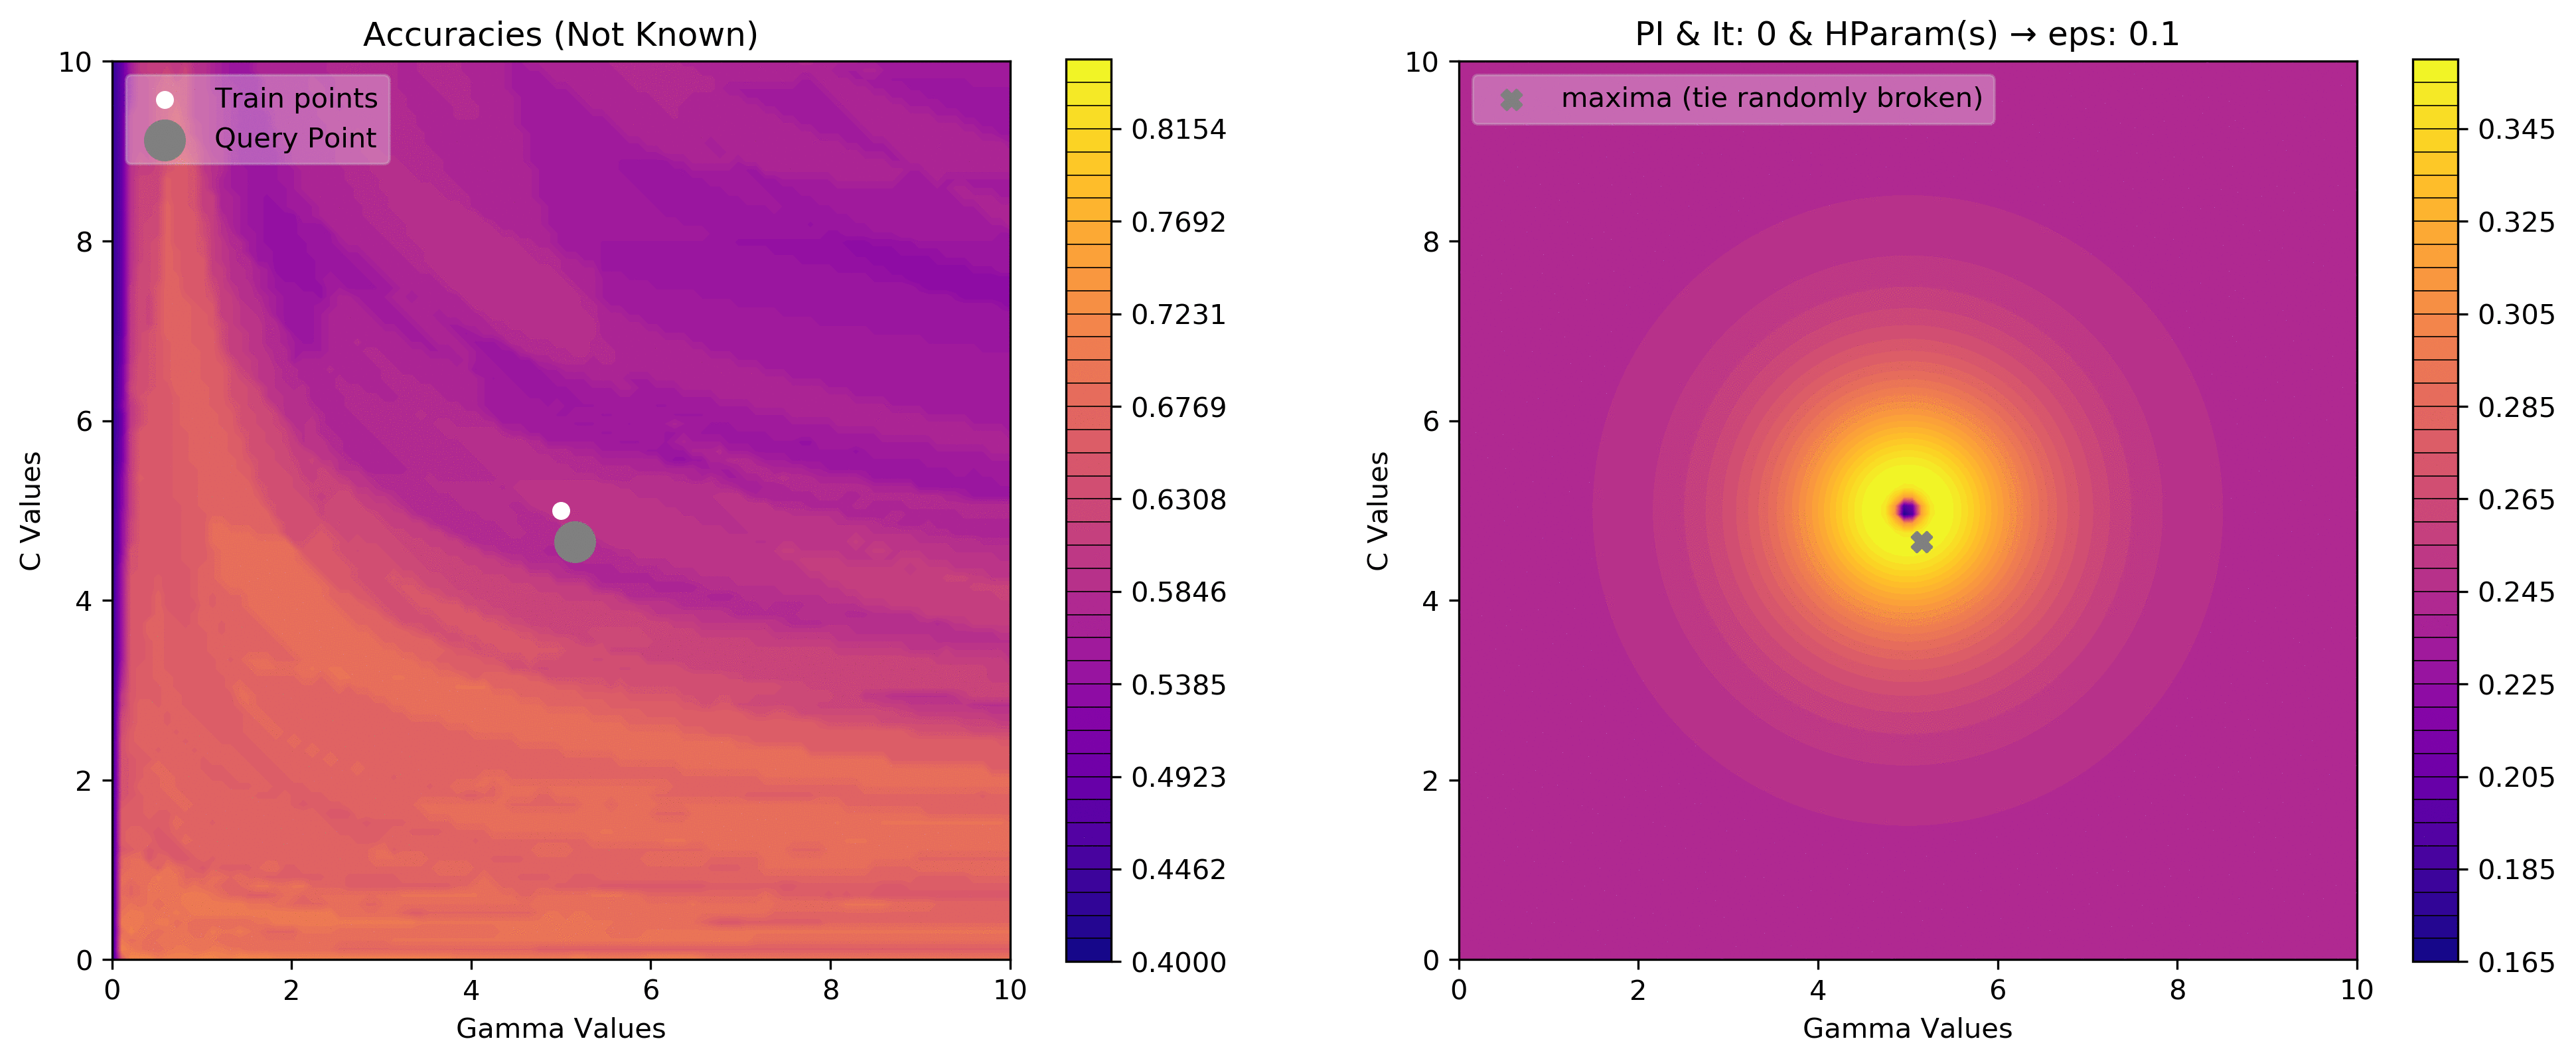 Accuracies (Not Known)
10
8
6
4
2
0
C Values
Train points
Query Point
0 2 4 6 8 10
Gamma Values
0.8154
0.7692
0.7231
0.6769
0.6308
0.5846
0.5385
0.4923
0.4462
0.4000
PI & It: 0 & HParam(s) → eps: 0.1
10
8
6
4
2
0
C Values
maxima (tie randomly broken)
0 2 4 6 8 10
Gamma Values
0.345
0.325
0.305
0.285
0.265
0.245
0.225
0.205
0.185
0.165